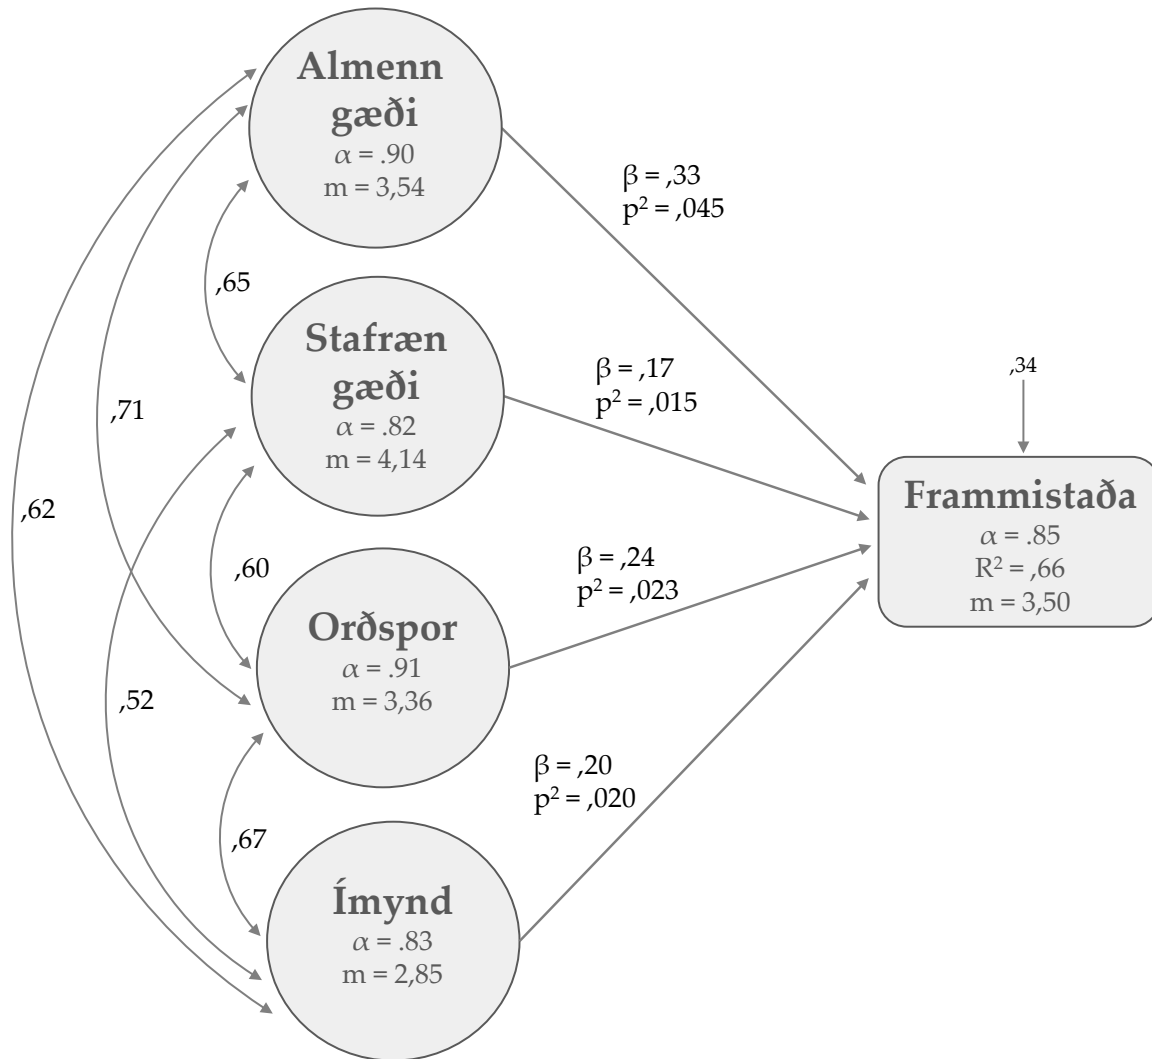 Almenn
gæði
α = .90
m = 3,54
β = ,33
p² = ,045
,65
Stafræn
gæði
α = .82
m = 4,14
β = ,17
p² = ,015
,34
,71
,62
Frammistaða
α = .85
R² = ,66
m = 3,50
,60
β = ,24
p² = ,023
Orðspor
α = .91
m = 3,36
,52
β = ,20
p² = ,020
,67
Ímynd
α = .83
m = 2,85